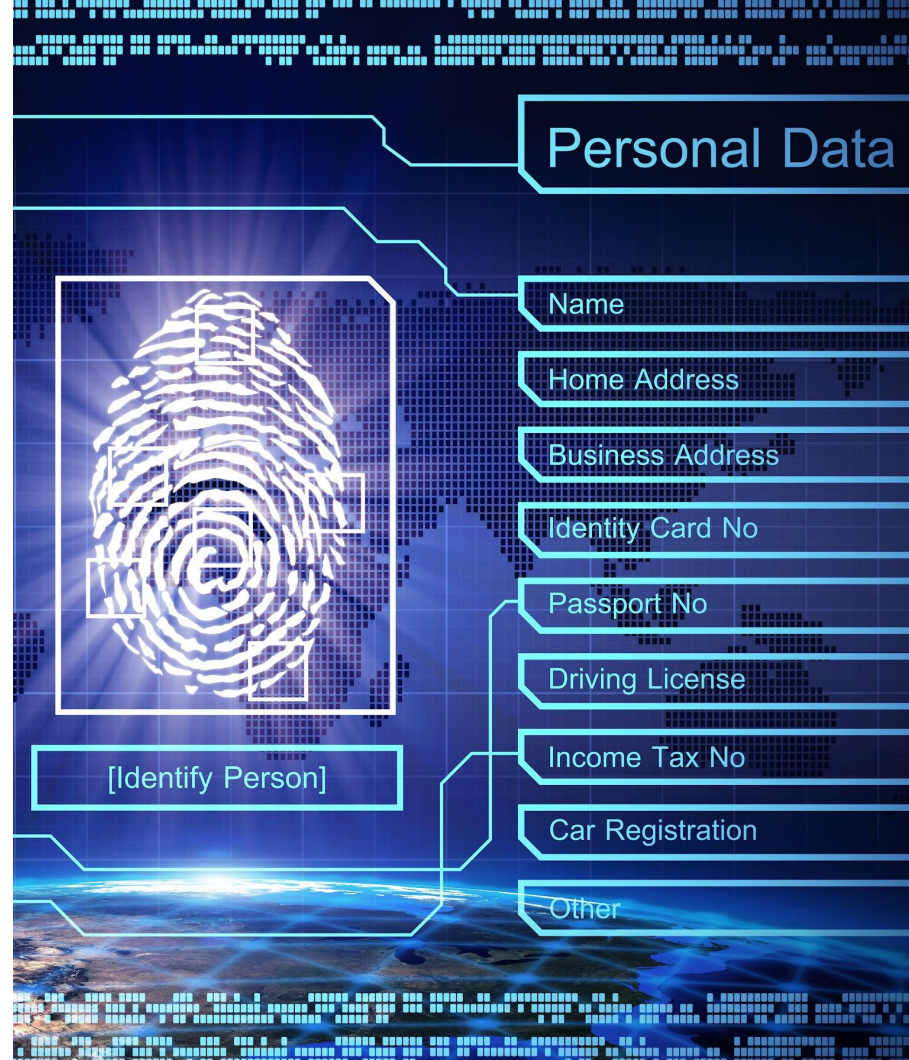 Personal Data
Name
Home Address
Business Address
Identity Card No
Passport No
Driving License
Income Tax No
Car Registration
Other
[Identify Person]